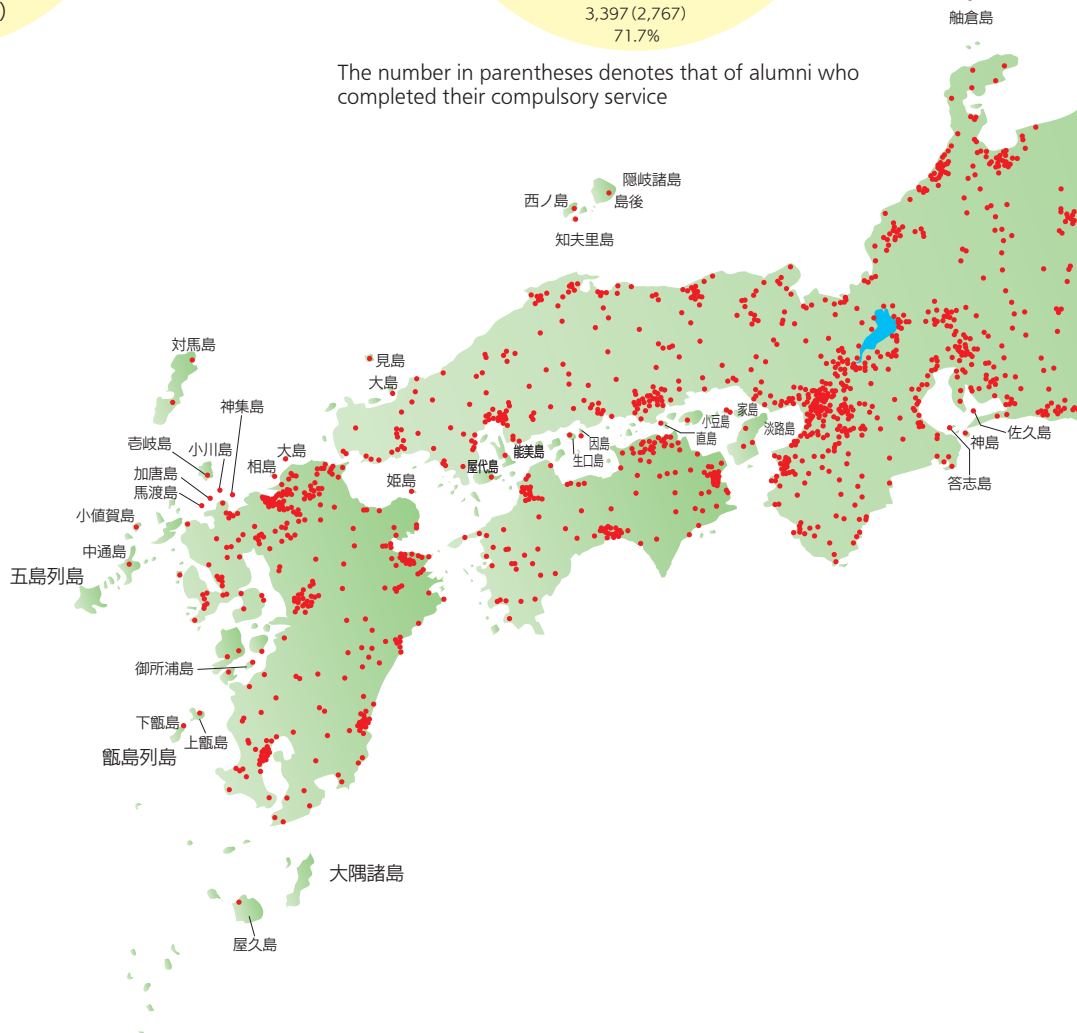 )
3,397 (2,767)
71.7%
舳倉島
The number in parentheses denotes that of alumni who
completed their compulsory service
隠岐諸島
西ノ島
島後
知夫里島
対馬島
見島
大島
神集島
壱岐島
小川島
大島
加唐島
相島
馬渡島
姫島
小値賀島
中通島
五島列島
屋代島
能美島
因島
生口島
小豆島
直島
家島
淡路島
佐久島
神島
答志島
御所浦島
下甑島
上甑島
甑島列島
大隅諸島
屋久島